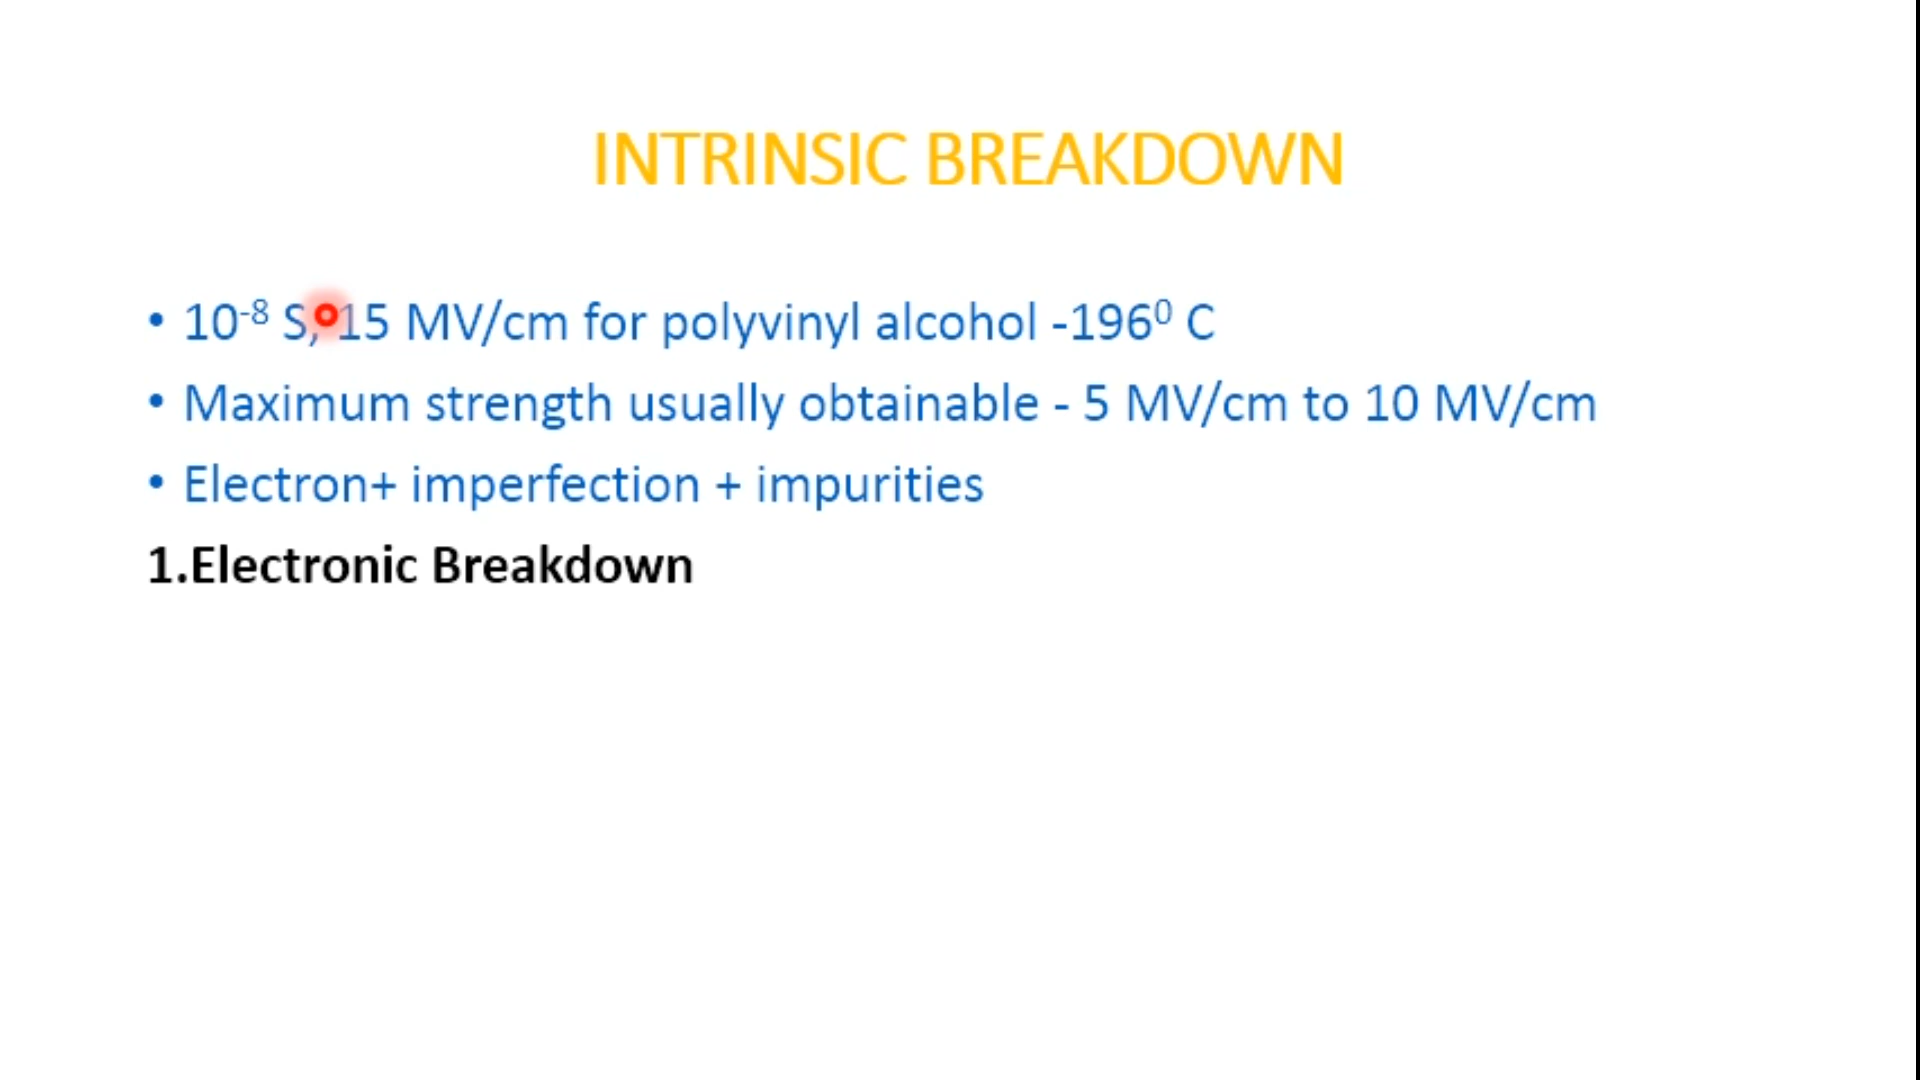 INTRINSIC BREAKDOWN
• 10⁻⁸ S, 15 MV/cm for polyvinyl alcohol -196⁰ C
• Maximum strength usually obtainable - 5 MV/cm to 10 MV/cm
• Electron+ imperfection + impurities
1.Electronic Breakdown